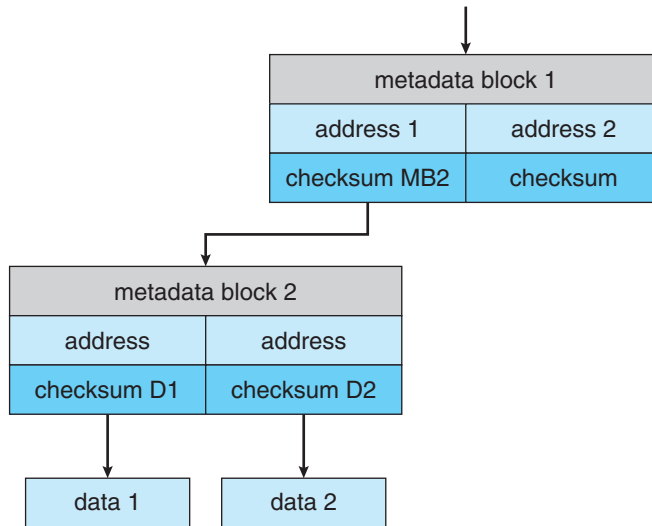 metadata block 1
address 1 address 2
checksum MB2 checksum
metadata block 2
address address
checksum D1 checksum D2
data 1 data 2